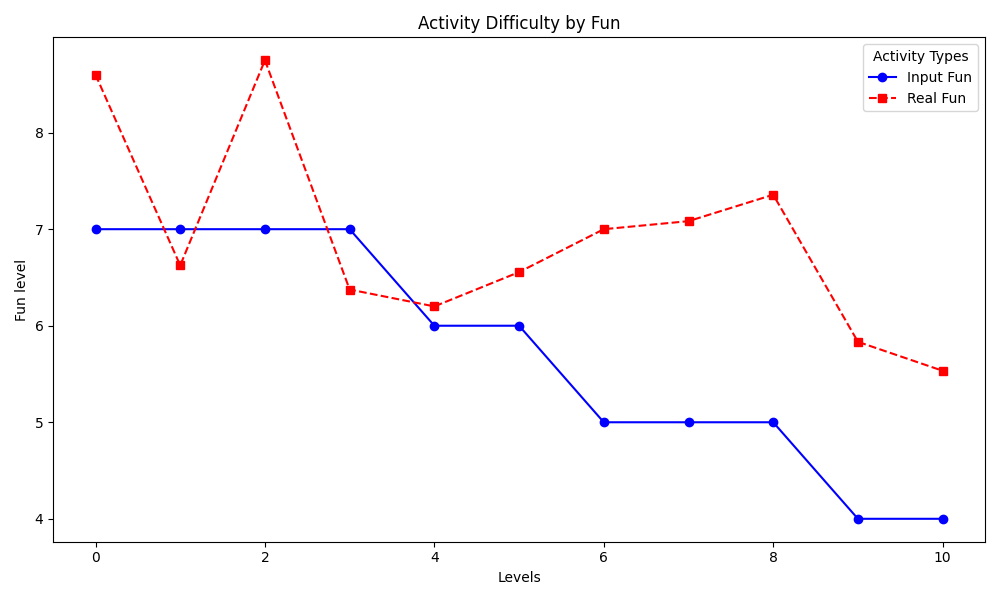 Activity Difficulty by Fun
Activity Types
Input Fun
Real Fun
Fun level
8
7
6
5
4
0 2 4 6 8 10
Levels